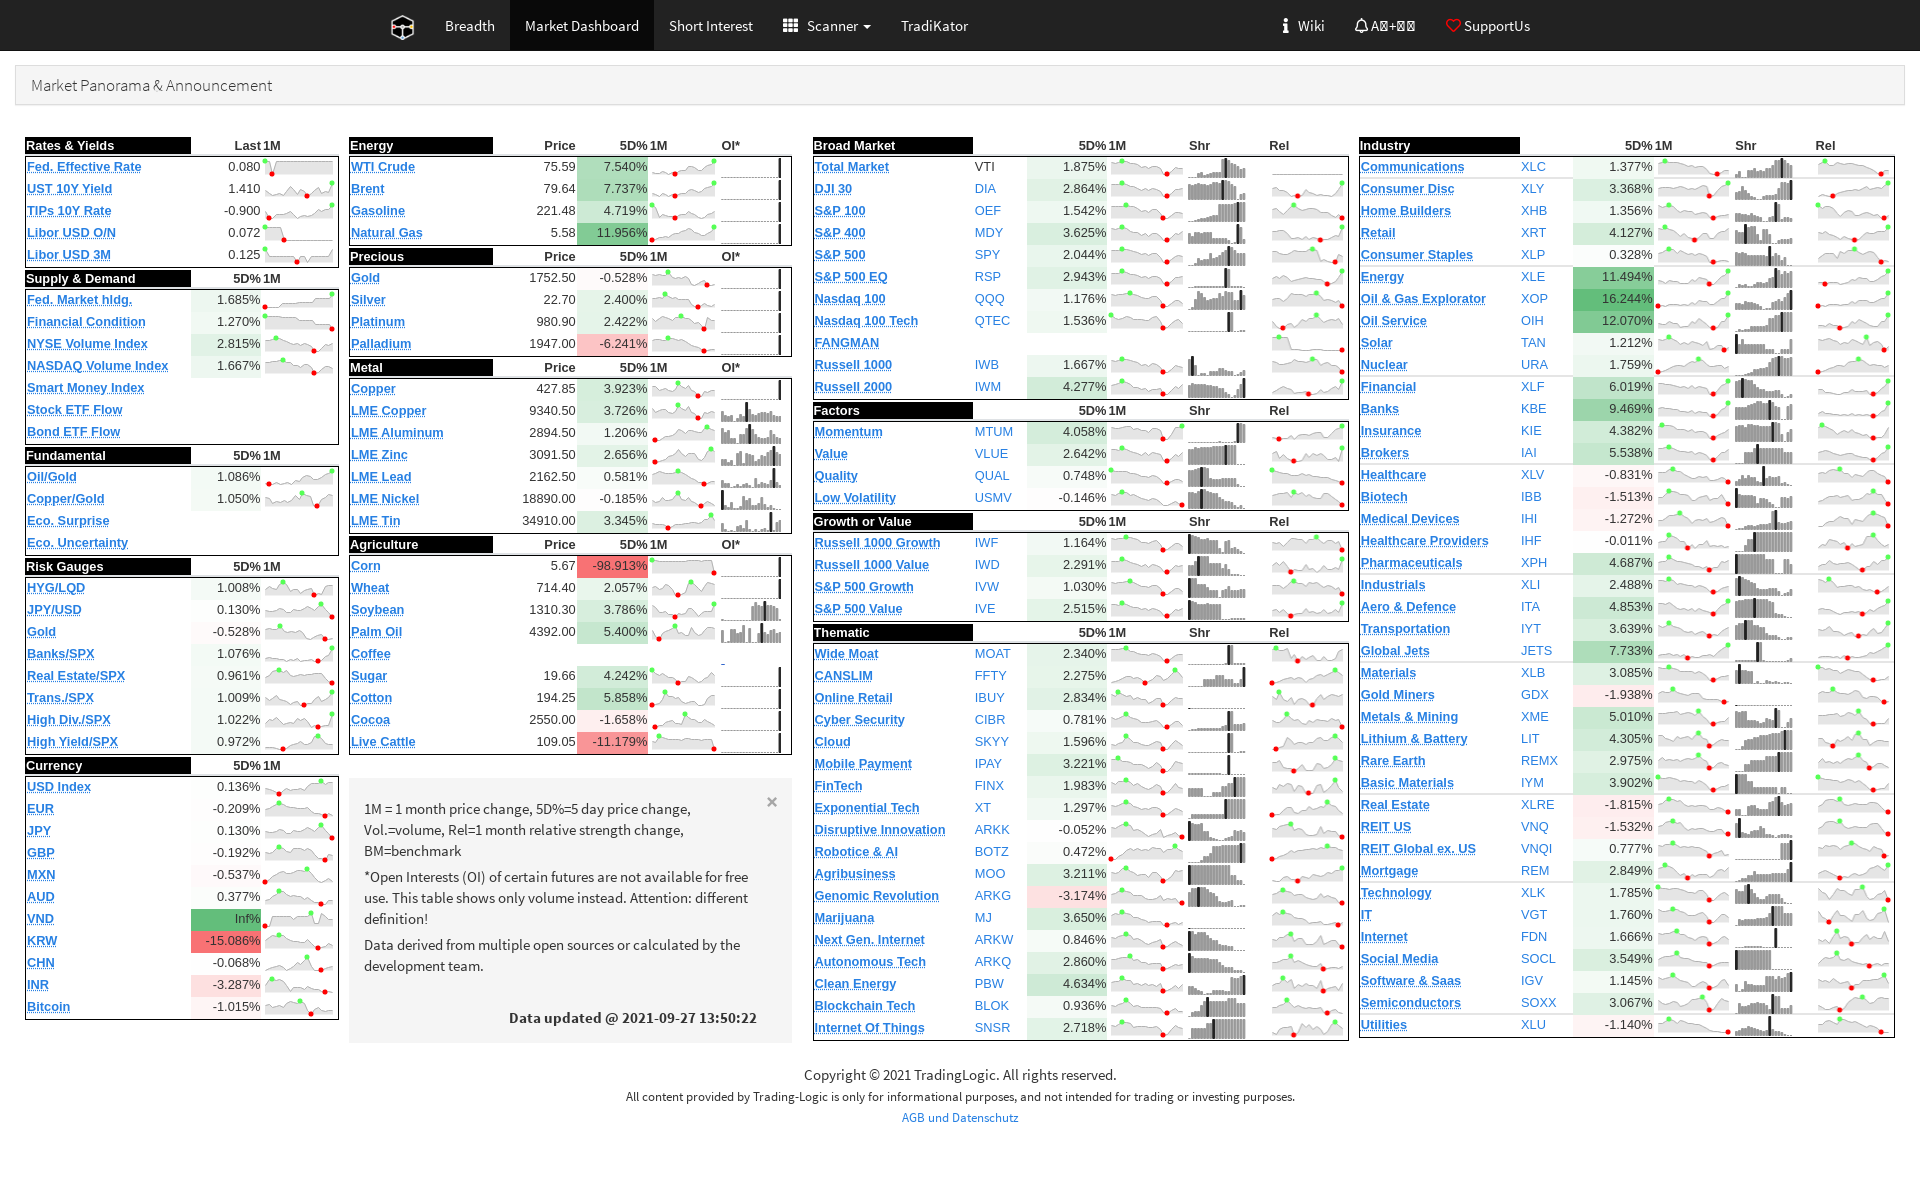 Breadth
Market Dashboard
Short Interest
Scanner
TradiKator
Wiki
SupportUs
Market Panorama & Announcement
Rates & Yields Last 1M
Fed. Effective Rate 0.080
UST 10Y Yield 1.410
TIPs 10Y Rate -0.900
Libor USD O/N 0.072
Libor USD 3M 0.125
Supply & Demand 5D% 1M
Fed. Market hldg. 1.685%
Financial Condition 1.270%
NYSE Volume Index 2.815%
NASDAQ Volume Index 1.667%
Smart Money Index
Stock ETF Flow
Bond ETF Flow
Fundamental 5D% 1M
Oil/Gold 1.086%
Copper/Gold 1.050%
Eco. Surprise
Eco. Uncertainty
Risk Gauges 5D% 1M
HYG/LQD 1.008%
JPY/USD 0.130%
Gold -0.528%
Banks/SPX 1.076%
Real Estate/SPX 0.961%
Trans./SPX 1.009%
High Div./SPX 1.022%
High Yield/SPX 0.972%
Currency 5D% 1M
USD Index 0.136%
EUR -0.209%
JPY 0.130%
GBP -0.192%
MXN -0.537%
AUD 0.377%
VND Inf%
KRW -15.086%
CHN -0.068%
INR -3.287%
Bitcoin -1.015%
Energy Price 5D% 1M OI*
WTI Crude 75.59 7.540%
Brent 79.64 7.737%
Gasoline 221.48 4.719%
Natural Gas 5.58 11.956%
Precious Price 5D% 1M OI*
Gold 1752.50 -0.528%
Silver 22.70 2.400%
Platinum 980.90 2.422%
Palladium 1947.00 -6.241%
Metal Price 5D% 1M OI*
Copper 427.85 3.923%
LME Copper 9340.50 3.726%
LME Aluminum 2894.50 1.206%
LME Zinc 3091.50 2.656%
LME Lead 2162.50 0.581%
LME Nickel 18890.00 -0.185%
LME Tin 34910.00 3.345%
Agriculture Price 5D% 1M OI*
Corn 5.67 -98.913%
Wheat 714.40 2.057%
Soybean 1310.30 3.786%
Palm Oil 4392.00 5.400%
Coffee -
Sugar 19.66 4.242%
Cotton 194.25 5.858%
Cocoa 2550.00 -1.658%
Live Cattle 109.05 -11.179%
×
1M = 1 month price change, 5D%=5 day price change,
Vol.=volume, Rel=1 month relative strength change,
BM=benchmark
*Open Interests (OI) of certain futures are not available for free
use. This table shows only volume instead. Attention: different
definition!
Data derived from multiple open sources or calculated by the
development team.
Data updated @ 2021-09-27 13:50:22
Broad Market 5D% 1M Shr Rel
Total Market VTI 1.875%
DJI 30 DIA 2.864%
S&P 100 OEF 1.542%
S&P 400 MDY 3.625%
S&P 500 SPY 2.044%
S&P 500 EQ RSP 2.943%
Nasdaq 100 QQQ 1.176%
Nasdaq 100 Tech QTEC 1.536%
FANGMAN
Russell 1000 IWB 1.667%
Russell 2000 IWM 4.277%
Factors 5D% 1M Shr Rel
Momentum MTUM 4.058%
Value VLUE 2.642%
Quality QUAL 0.748%
Low Volatility USMV -0.146%
Growth or Value 5D% 1M Shr Rel
Russell 1000 Growth IWF 1.164%
Russell 1000 Value IWD 2.291%
S&P 500 Growth IVW 1.030%
S&P 500 Value IVE 2.515%
Thematic 5D% 1M Shr Rel
Wide Moat MOAT 2.340%
CANSLIM FFTY 2.275%
Online Retail IBUY 2.834%
Cyber Security CIBR 0.781%
Cloud SKYY 1.596%
Mobile Payment IPAY 3.221%
FinTech FINX 1.983%
Exponential Tech XT 1.297%
Disruptive Innovation ARKK -0.052%
Robotice & AI BOTZ 0.472%
Agribusiness MOO 3.211%
Genomic Revolution ARKG -3.174%
Marijuana MJ 3.650%
Next Gen. Internet ARKW 0.846%
Autonomous Tech ARKQ 2.860%
Clean Energy PBW 4.634%
Blockchain Tech BLOK 0.936%
Internet Of Things SNSR 2.718%
Industry 5D% 1M Shr Rel
Communications XLC 1.377%
Consumer Disc XLY 3.368%
Home Builders XHB 1.356%
Retail XRT 4.127%
Consumer Staples XLP 0.328%
Energy XLE 11.494%
Oil & Gas Explorator XOP 16.244%
Oil Service OIH 12.070%
Solar TAN 1.212%
Nuclear URA 1.759%
Financial XLF 6.019%
Banks KBE 9.469%
Insurance KIE 4.382%
Brokers IAI 5.538%
Healthcare XLV -0.831%
Biotech IBB -1.513%
Medical Devices IHI -1.272%
Healthcare Providers IHF -0.011%
Pharmaceuticals XPH 4.687%
Industrials XLI 2.488%
Aero & Defence ITA 4.853%
Transportation IYT 3.639%
Global Jets JETS 7.733%
Materials XLB 3.085%
Gold Miners GDX -1.938%
Metals & Mining XME 5.010%
Lithium & Battery LIT 4.305%
Rare Earth REMX 2.975%
Basic Materials IYM 3.902%
Real Estate XLRE -1.815%
REIT US VNQ -1.532%
REIT Global ex. US VNQI 0.777%
Mortgage REM 2.849%
Technology XLK 1.785%
IT VGT 1.760%
Internet FDN 1.666%
Social Media SOCL 3.549%
Software & Saas IGV 1.145%
Semiconductors SOXX 3.067%
Utilities XLU -1.140%
Copyright © 2021 TradingLogic. All rights reserved.
All content provided by Trading-Logic is only for informational purposes, and not intended for trading or investing purposes.
AGB und Datenschutz